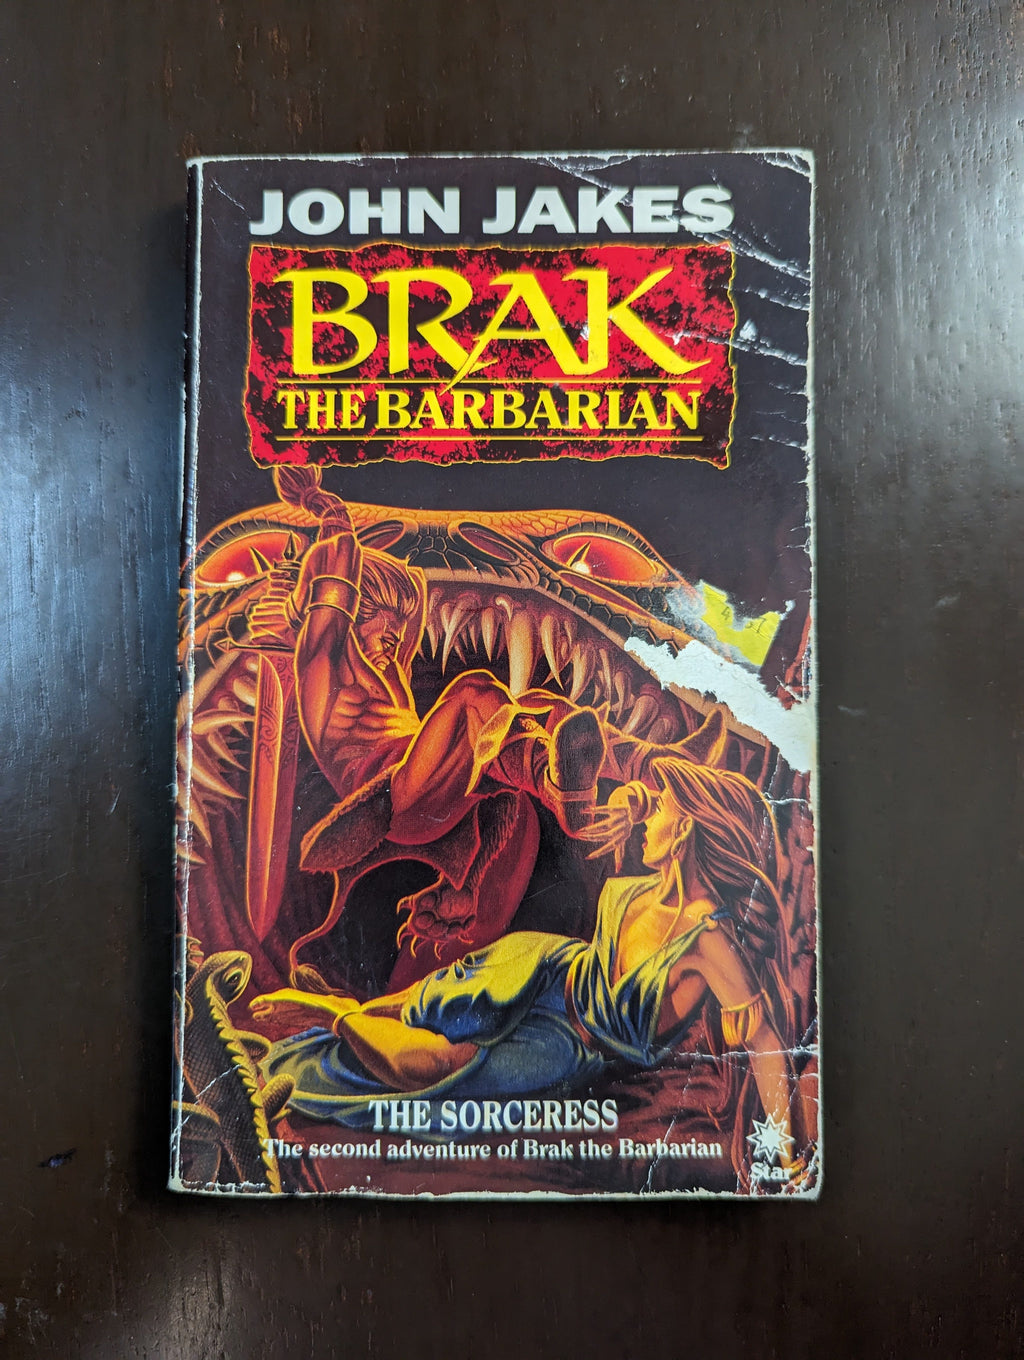 JOHN JAKES
BRAK
THE BARBARIAN
THE SORCERESS
The second adventure of Brak the Barbarian
Star